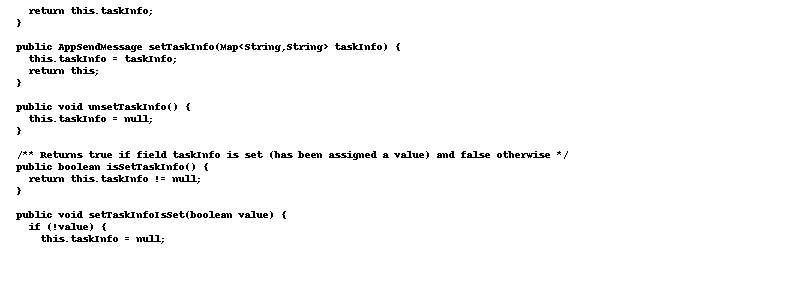 return this.taskInfo;
  }

  public AppSendMessage setTaskInfo(Map<String,String> taskInfo) {
    this.taskInfo = taskInfo;
    return this;
  }

  public void unsetTaskInfo() {
    this.taskInfo = null;
  }

  /** Returns true if field taskInfo is set (has been assigned a value) and false otherwise */
  public boolean isSetTaskInfo() {
    return this.taskInfo != null;
  }

  public void setTaskInfoIsSet(boolean value) {
    if (!value) {
      this.taskInfo = null;